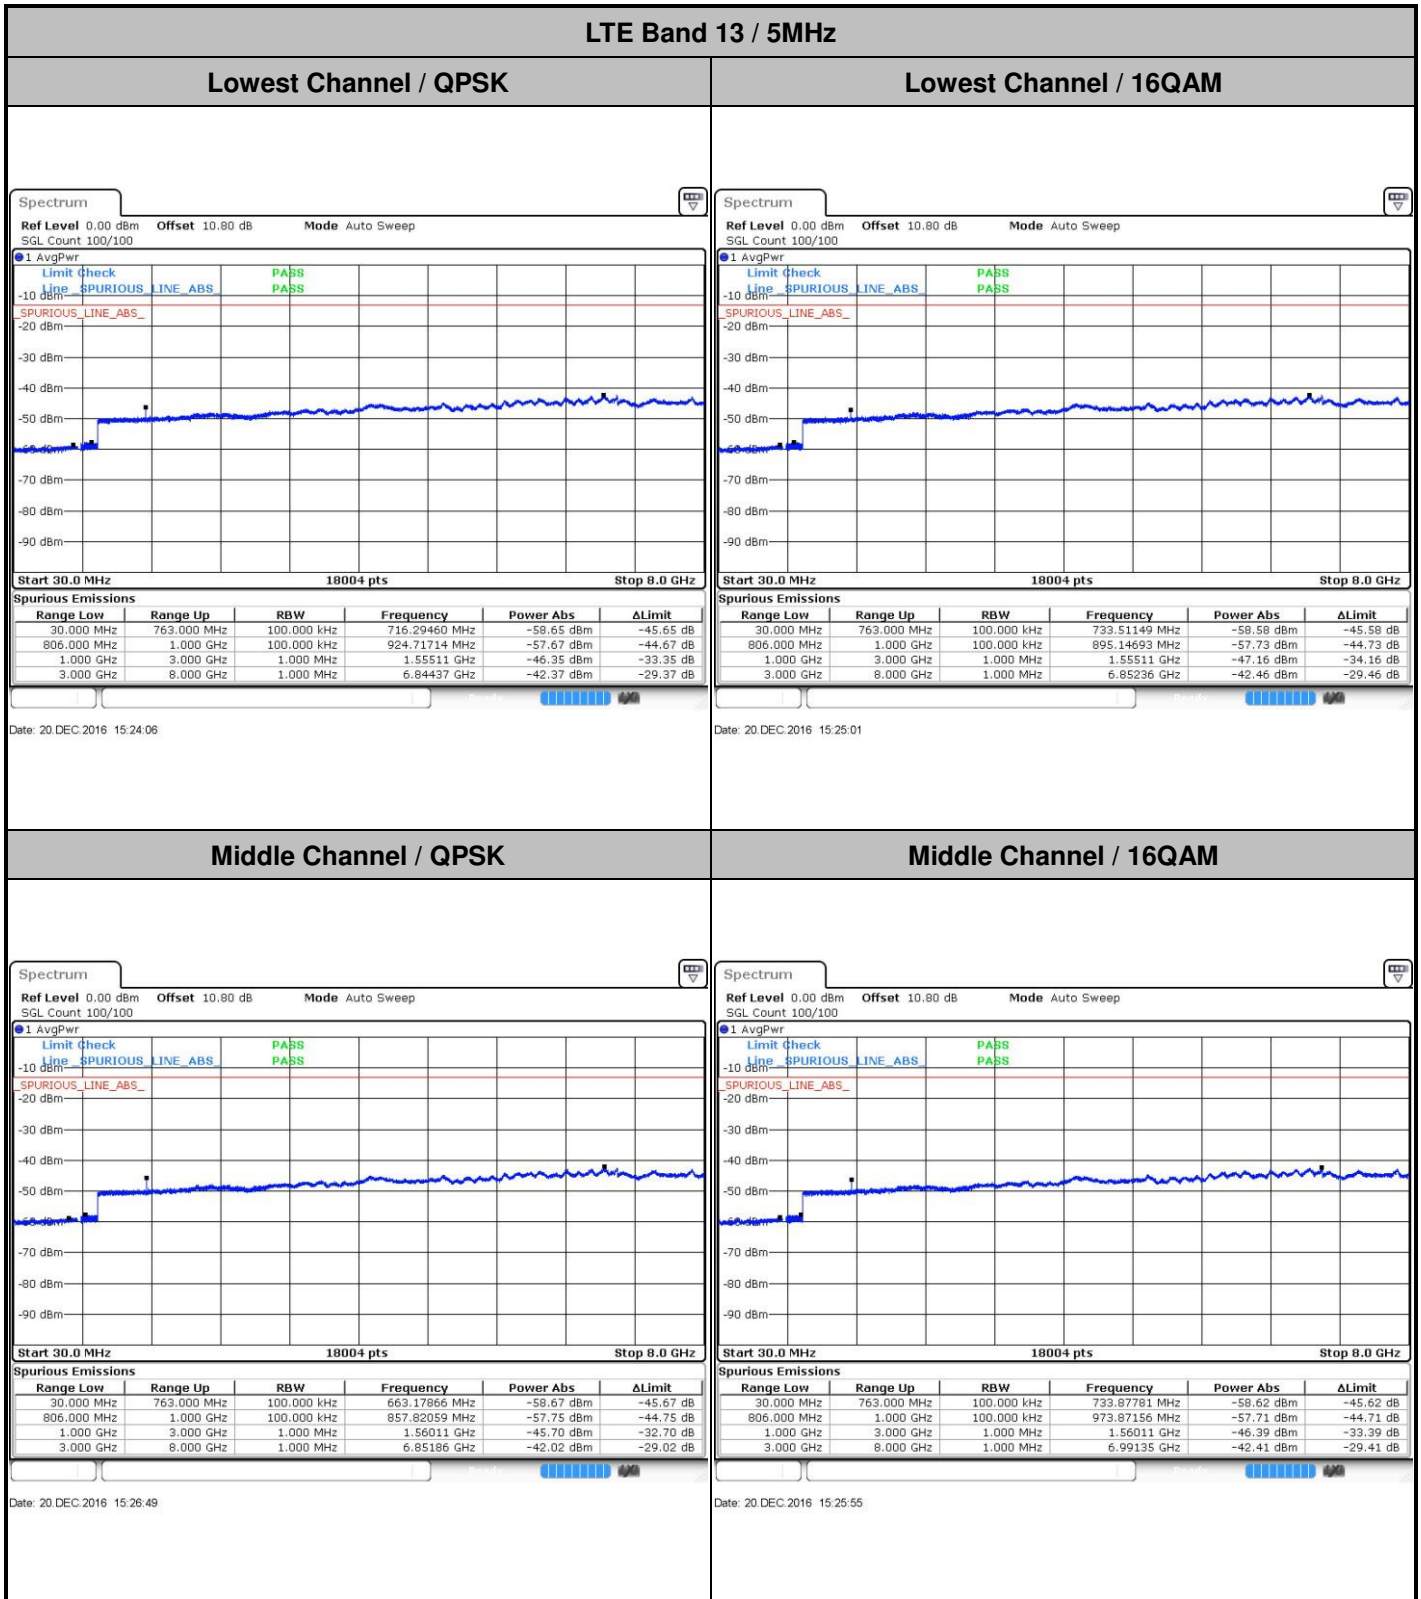 LTE Band 13 / 5MHz
Lowest Channel / QPSK
Lowest Channel / 16QAM
Spectrum
Ref Level 0.00 dBm Offset 10.80 dB Mode Auto Sweep
SGL Count 100/100
1 AvgPwr
Limit Check PASS
Line _SPURIOUS_LINE_ABS_ PASS
-10 dBm
_SPURIOUS_LINE_ABS_
-20 dBm
-30 dBm
-40 dBm
-50 dBm
-60 dBm
-70 dBm
-80 dBm
-90 dBm
Start 30.0 MHz 18004 pts Stop 8.0 GHz
Spurious Emissions
Range Low Range Up RBW Frequency Power Abs ΔLimit
30.000 MHz 763.000 MHz 100.000 kHz 716.29460 MHz -58.65 dBm -45.65 dB
806.000 MHz 1.000 GHz 100.000 kHz 924.71714 MHz -57.67 dBm -44.67 dB
1.000 GHz 3.000 GHz 1.000 MHz 1.55511 GHz -46.35 dBm -33.35 dB
3.000 GHz 8.000 GHz 1.000 MHz 6.84437 GHz -42.37 dBm -29.37 dB
Date: 20.DEC.2016 15:24:06
Spectrum
Ref Level 0.00 dBm Offset 10.80 dB Mode Auto Sweep
SGL Count 100/100
1 AvgPwr
Limit Check PASS
Line _SPURIOUS_LINE_ABS_ PASS
-10 dBm
_SPURIOUS_LINE_ABS_
-20 dBm
-30 dBm
-40 dBm
-50 dBm
-60 dBm
-70 dBm
-80 dBm
-90 dBm
Start 30.0 MHz 18004 pts Stop 8.0 GHz
Spurious Emissions
Range Low Range Up RBW Frequency Power Abs ΔLimit
30.000 MHz 763.000 MHz 100.000 kHz 733.51149 MHz -58.58 dBm -45.58 dB
806.000 MHz 1.000 GHz 100.000 kHz 895.14693 MHz -57.73 dBm -44.73 dB
1.000 GHz 3.000 GHz 1.000 MHz 1.55511 GHz -47.16 dBm -34.16 dB
3.000 GHz 8.000 GHz 1.000 MHz 6.85236 GHz -42.46 dBm -29.46 dB
Date: 20.DEC.2016 15:25:01
Middle Channel / QPSK
Middle Channel / 16QAM
Spectrum
Ref Level 0.00 dBm Offset 10.80 dB Mode Auto Sweep
SGL Count 100/100
1 AvgPwr
Limit Check PASS
Line _SPURIOUS_LINE_ABS_ PASS
-10 dBm
_SPURIOUS_LINE_ABS_
-20 dBm
-30 dBm
-40 dBm
-50 dBm
-60 dBm
-70 dBm
-80 dBm
-90 dBm
Start 30.0 MHz 18004 pts Stop 8.0 GHz
Spurious Emissions
Range Low Range Up RBW Frequency Power Abs ΔLimit
30.000 MHz 763.000 MHz 100.000 kHz 663.17866 MHz -58.67 dBm -45.67 dB
806.000 MHz 1.000 GHz 100.000 kHz 857.82059 MHz -57.75 dBm -44.75 dB
1.000 GHz 3.000 GHz 1.000 MHz 1.56011 GHz -45.70 dBm -32.70 dB
3.000 GHz 8.000 GHz 1.000 MHz 6.85186 GHz -42.02 dBm -29.02 dB
Date: 20.DEC.2016 15:26:49
Spectrum
Ref Level 0.00 dBm Offset 10.80 dB Mode Auto Sweep
SGL Count 100/100
1 AvgPwr
Limit Check PASS
Line _SPURIOUS_LINE_ABS_ PASS
-10 dBm
_SPURIOUS_LINE_ABS_
-20 dBm
-30 dBm
-40 dBm
-50 dBm
-60 dBm
-70 dBm
-80 dBm
-90 dBm
Start 30.0 MHz 18004 pts Stop 8.0 GHz
Spurious Emissions
Range Low Range Up RBW Frequency Power Abs ΔLimit
30.000 MHz 763.000 MHz 100.000 kHz 733.87781 MHz -58.62 dBm -45.62 dB
806.000 MHz 1.000 GHz 100.000 kHz 973.87156 MHz -57.71 dBm -44.71 dB
1.000 GHz 3.000 GHz 1.000 MHz 1.56011 GHz -46.39 dBm -33.39 dB
3.000 GHz 8.000 GHz 1.000 MHz 6.99135 GHz -42.41 dBm -29.41 dB
Date: 20.DEC.2016 15:25:55